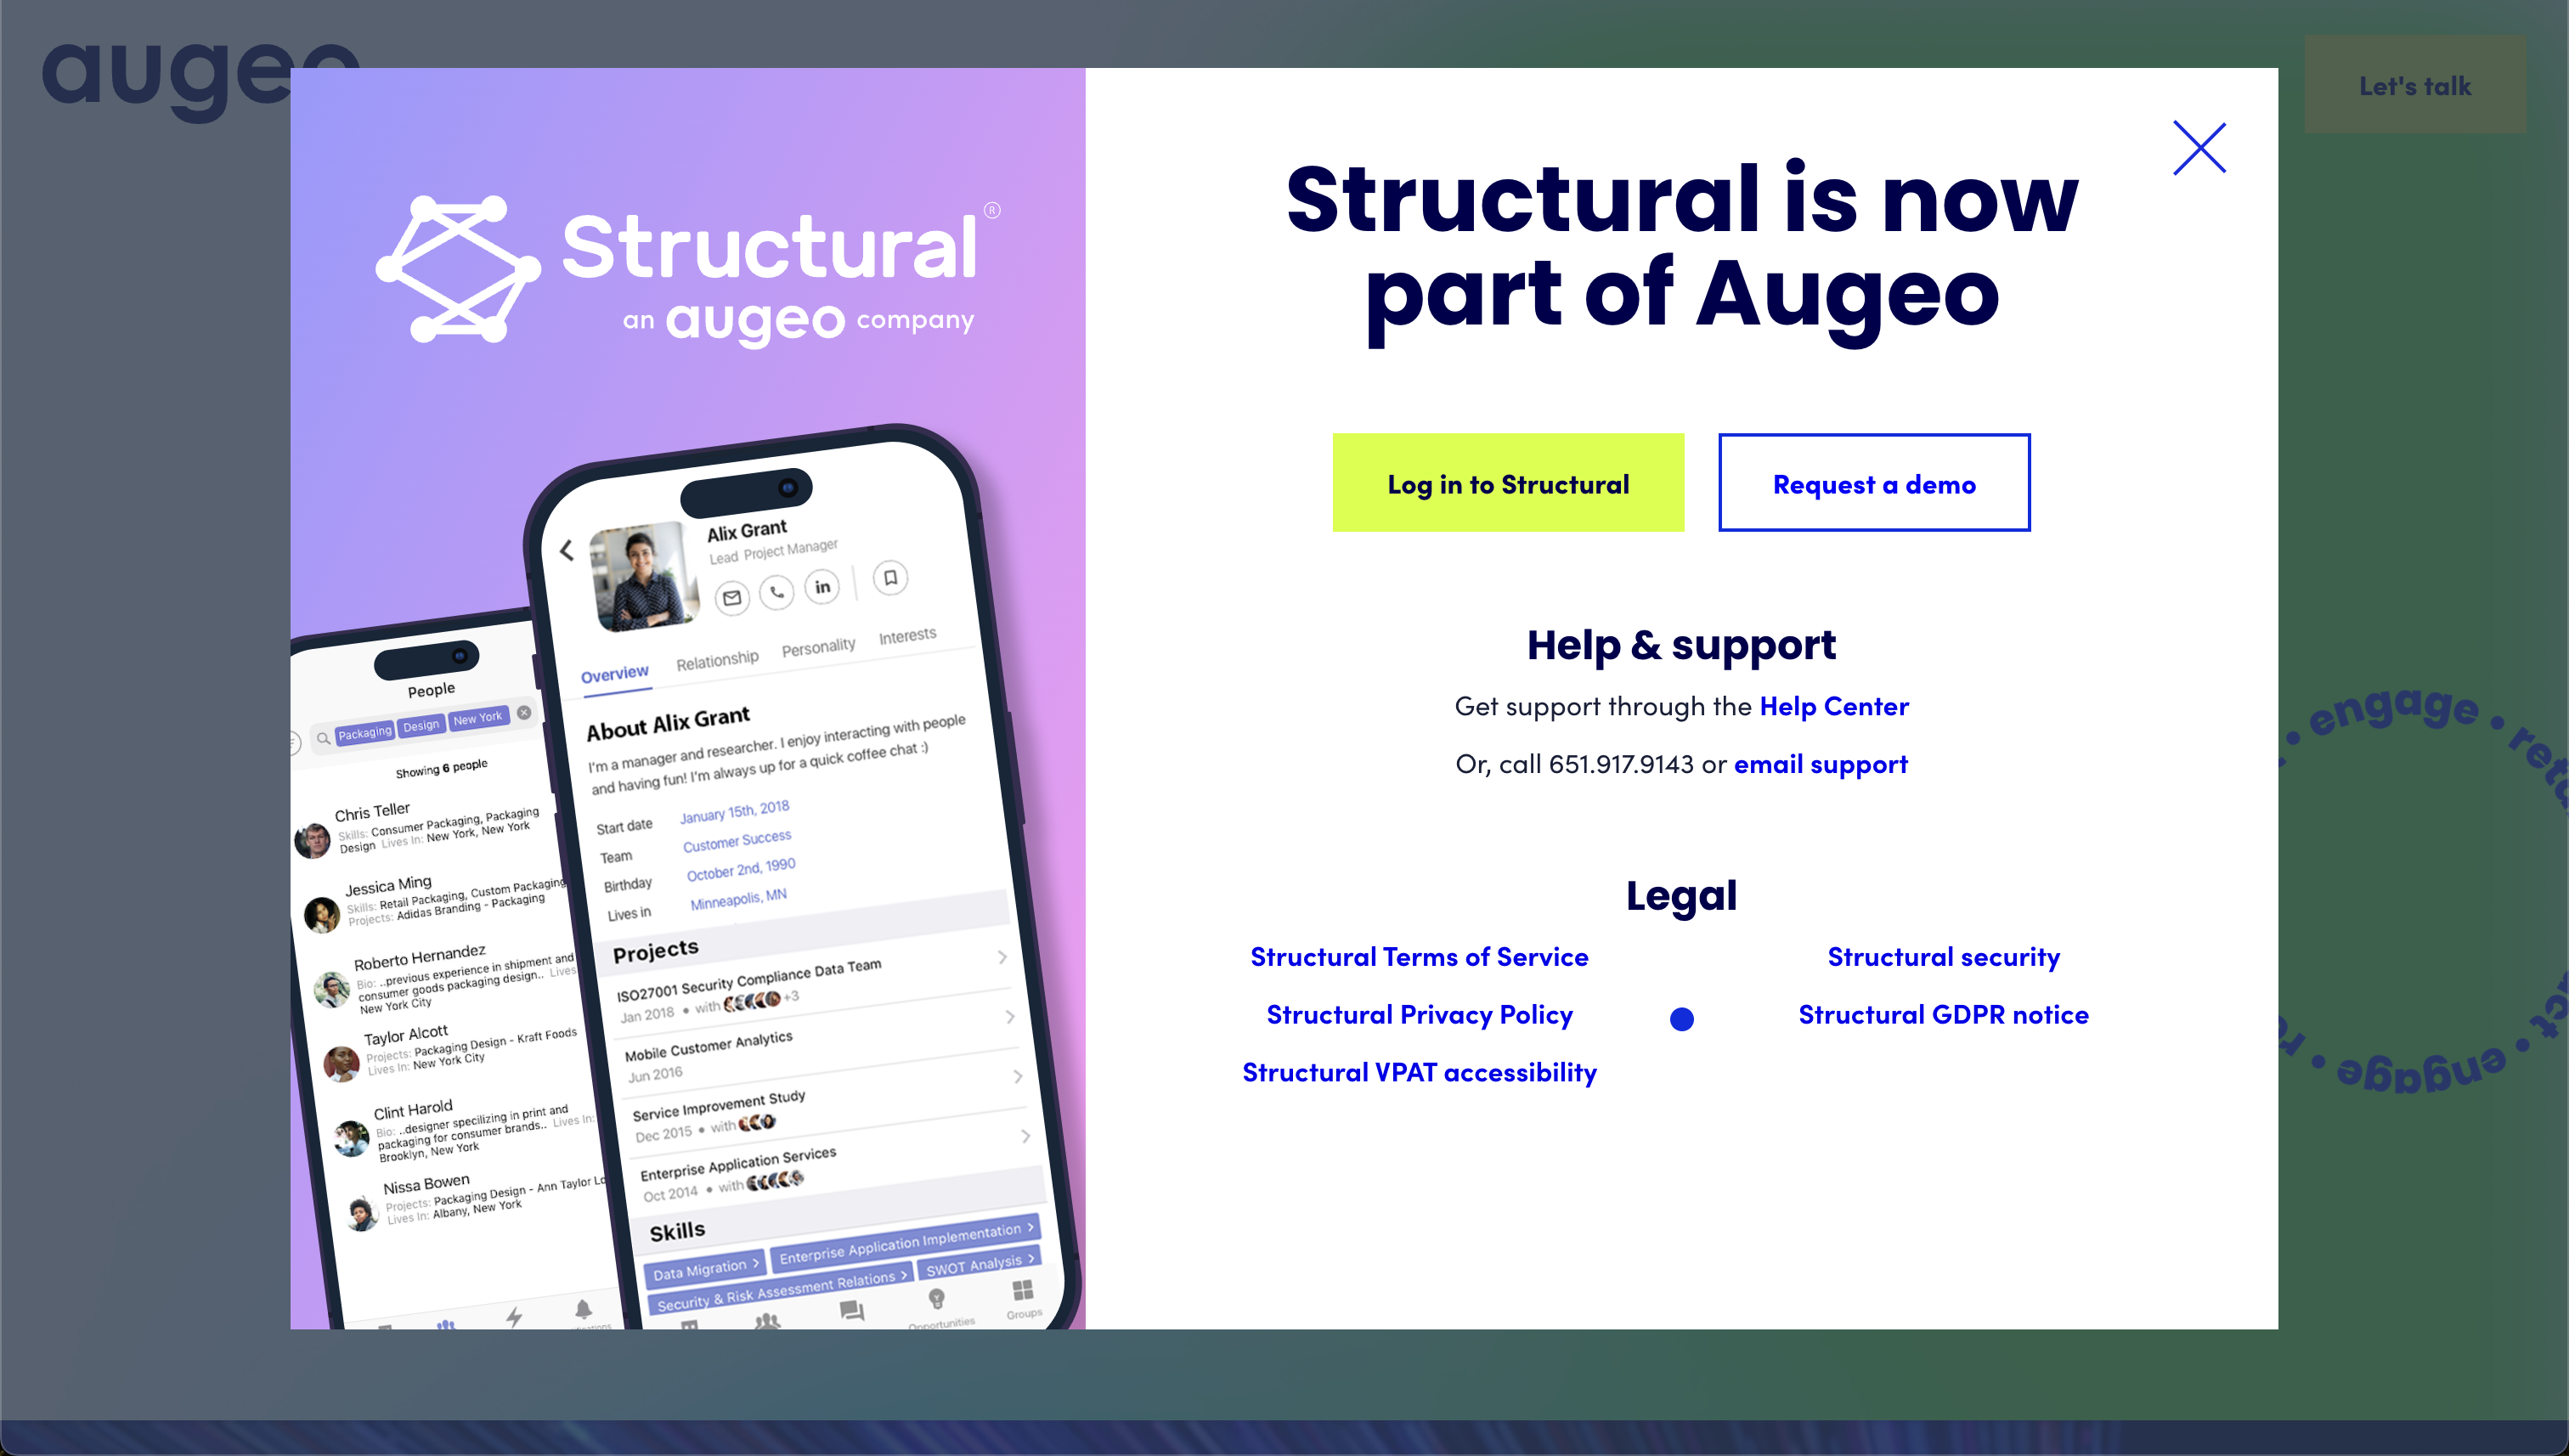 augeo
Let's talk
Structural®
an augeo company
Structural is now
part of Augeo
Log in to Structural
Request a demo
Help & support
Get support through the Help Center
Or, call 651.917.9143 or email support
Legal
Structural Terms of Service
Structural Privacy Policy
Structural VPAT accessibility
Structural security
Structural GDPR notice
People
Packaging Design New York
Showing 6 people
Chris Teller
Skills: Consumer Packaging, Packaging
Design Lives In: New York, New York
Jessica Ming
Skills: Retail Packaging, Custom Packaging
Projects: Adidas Branding - Packaging
Roberto Hernandez
Bio: ..previous experience in shipment and
consumer goods packaging design.. Lives
New York City
Taylor Alcott
Projects: Packaging Design - Kraft Foods
Lives In: New York City
Clint Harold
Bio: ..designer specilizing in print and
packaging for consumer brands.. Lives In:
Brooklyn, New York
Nissa Bowen
Projects: Packaging Design - Ann Taylor Lo
Lives In: Albany, New York
Alix Grant
Lead Project Manager
in
Overview Relationship Personality Interests
About Alix Grant
I'm a manager and researcher. I enjoy interacting with people
and having fun! I'm always up for a quick coffee chat :)
Start date January 15th, 2018
Team Customer Success
Birthday October 2nd, 1990
Lives in Minneapolis, MN
Projects
ISO27001 Security Compliance Data Team
Jan 2018 • with +3
Mobile Customer Analytics
Jun 2016
Service Improvement Study
Dec 2015 • with
Enterprise Application Services
Oct 2014 • with
Skills
Data Migration > Enterprise Application Implementation >
Security & Risk Assessment Relations > SWOT Analysis >
Opportunities
Groups
• engage •
• engage •